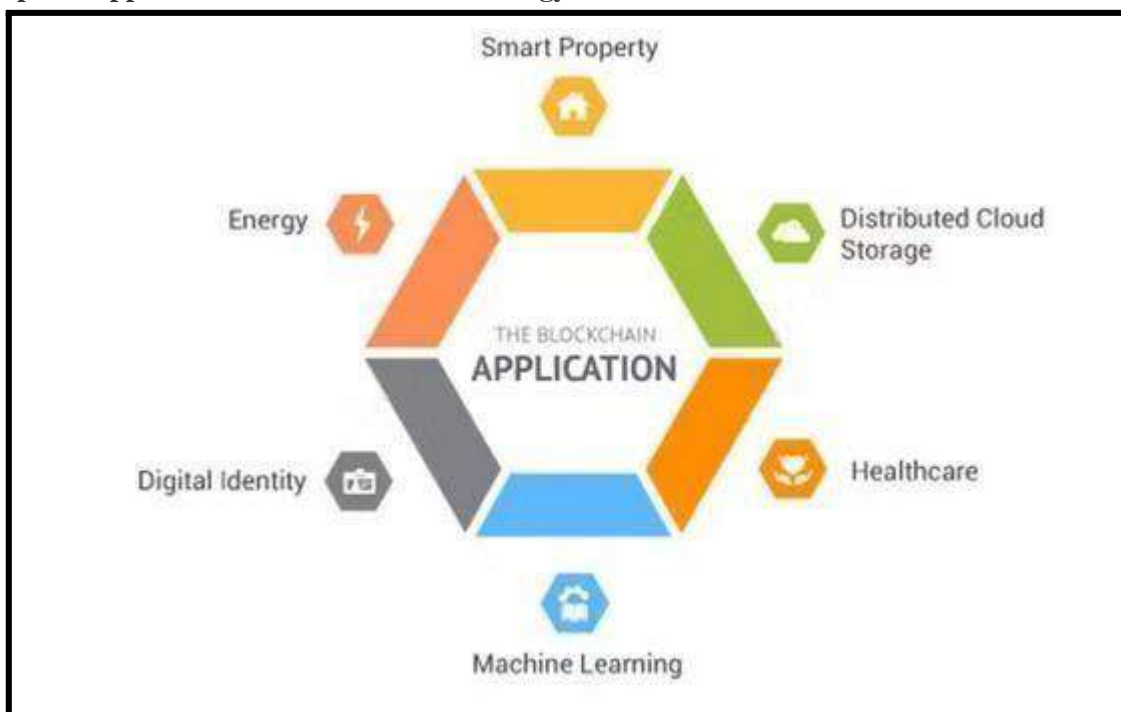 Smart Property
Energy
Distributed Cloud
Storage
THE BLOCKCHAIN
APPLICATION
Digital Identity
Healthcare
Machine Learning